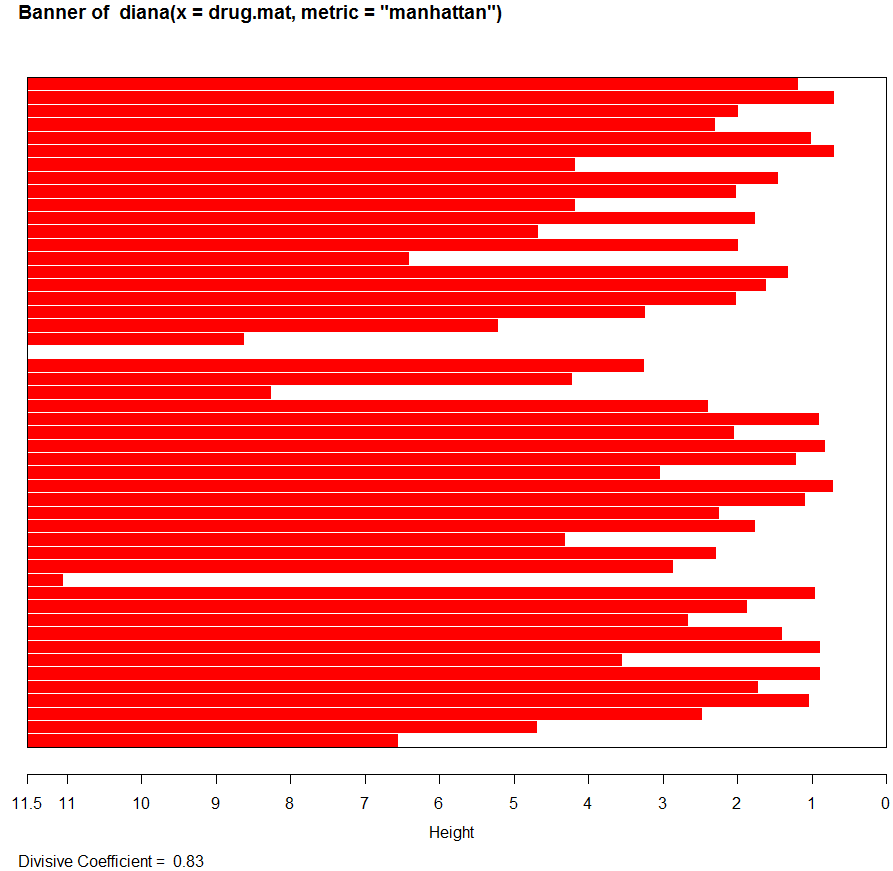 Banner of  diana(x = drug.mat, metric = "manhattan")
11.5 11 10 9 8 7 6 5 4 3 2 1 0
Height
Divisive Coefficient =  0.83